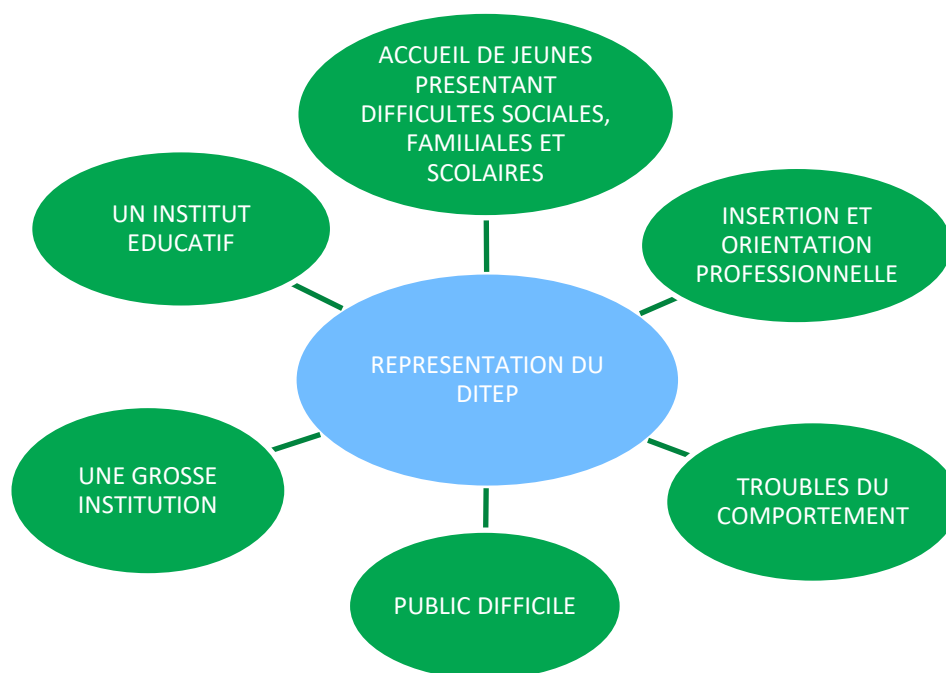 ACCUEIL DE JEUNES
PRESENTANT
DIFFICULTES SOCIALES,
FAMILIALES ET
SCOLAIRES
UN INSTITUT
EDUCATIF
INSERTION ET
ORIENTATION
PROFESSIONNELLE
REPRESENTATION DU
DITEP
UNE GROSSE
INSTITUTION
TROUBLES DU
COMPORTEMENT
PUBLIC DIFFICILE